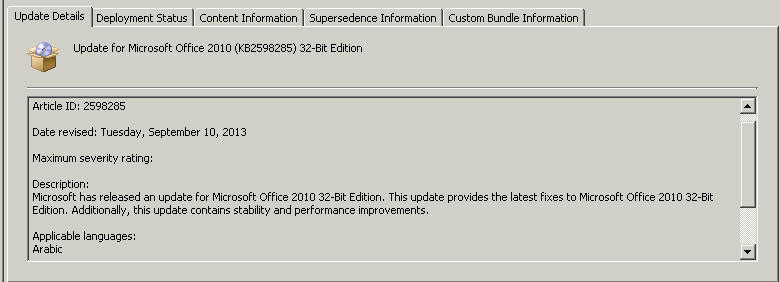 Update Details
Deployment Status
Content Information
Supersedence Information
Custom Bundle Information
Update for Microsoft Office 2010 (KB2598285) 32-Bit Edition
Article ID: 2598285
Date revised: Tuesday, September 10, 2013
Maximum severity rating:
Description:
Microsoft has released an update for Microsoft Office 2010 32-Bit Edition. This update provides the latest fixes to Microsoft Office 2010 32-Bit
Edition. Additionally, this update contains stability and performance improvements.
Applicable languages:
Arabic